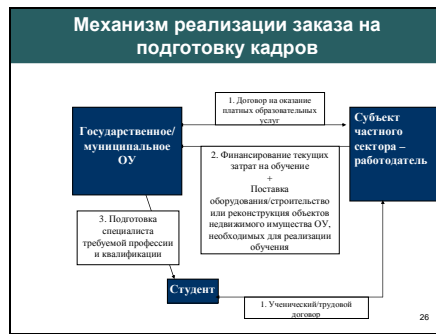 Механизм реализации заказа на
подготовку кадров
1. Договор на оказание
платных образовательных
услуг
Государственное/
муниципальное
ОУ
Субъект
частного
сектора –
работодатель
2. Финансирование текущих
затрат на обучение
+
Поставка
оборудования/строительство
или реконструкция объектов
недвижимого имущества ОУ,
необходимых для реализации
обучения
3. Подготовка
специалиста
требуемой профессии
и квалификации
Студент
1. Ученический/трудовой
договор
26